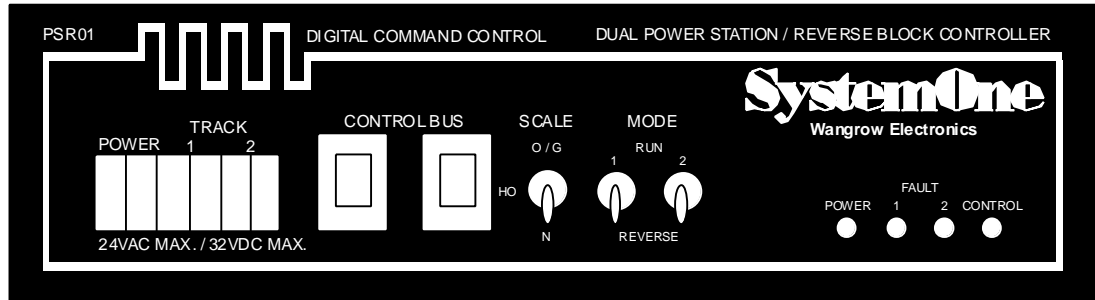 PSR01 DIGITAL COMMAND CONTROL DUAL POWER STATION / REVERSE BLOCK CONTROLLER
SystemOne
Wangrow Electronics
TRACK
POWER 1 2
24VAC MAX. / 32VDC MAX.
CONTROL BUS
SCALE
O / G
HO
N
MODE
RUN
1 2
REVERSE
FAULT
POWER 1 2 CONTROL